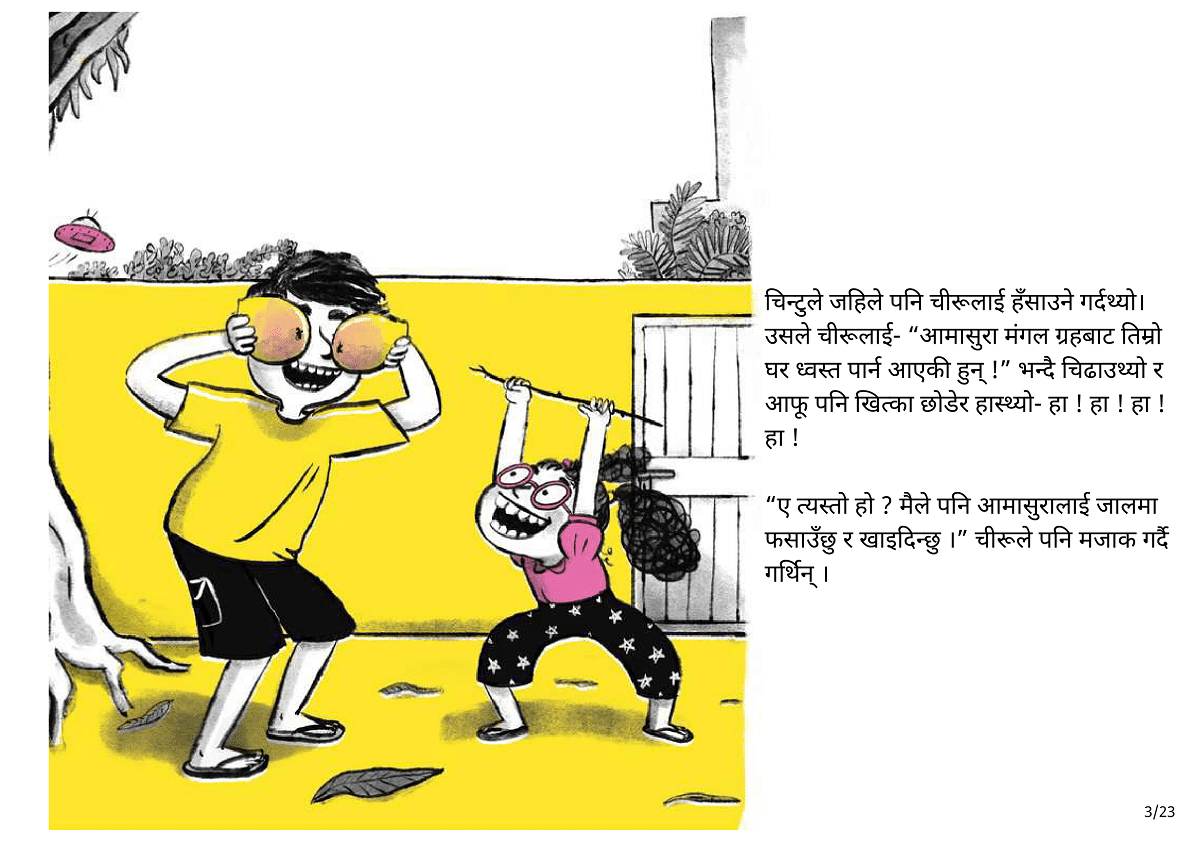 चिन्टुले जहिले पनि चीरूलाई हँसाउने गर्दथ्यो।
उसले चीरूलाई- “आमासुरा मंगल ग्रहबाट तिम्रो
घर ध्वस्त पार्न आएकी हुन् !” भन्दै चिढाउथ्यो र
आफू पनि खित्का छोडेर हास्थ्यो- हा ! हा ! हा !
हा !
“ए त्यस्तो हो ? मैले पनि आमासुरालाई जालमा
फसाउँछु र खाइदिन्छु ।” चीरूले पनि मजाक गर्दै
गर्थिन् ।
3/23